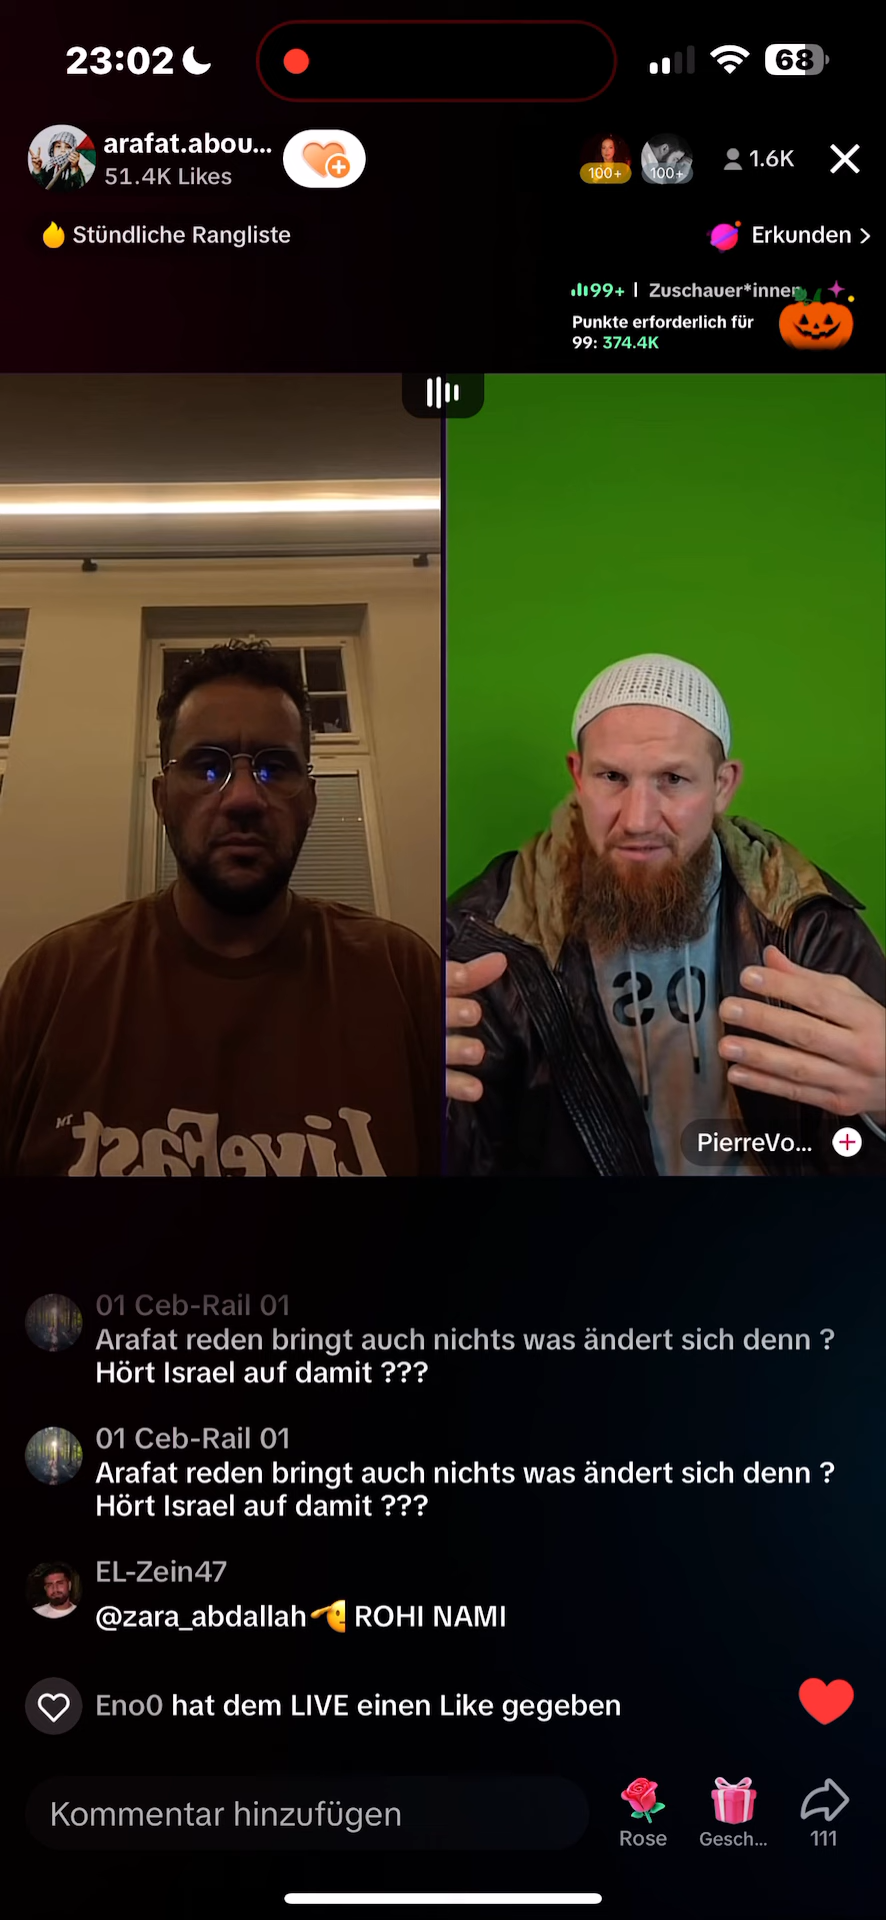 23:02
68
arafat.abou...
51.4K Likes
100+
100+
1.6K
Stündliche Rangliste
Erkunden >
99+ | Zuschauer*innen
Punkte erforderlich für
99: 374.4K
LiveFast™
SO
PierreVo...
01 Ceb-Rail 01
Arafat reden bringt auch nichts was ändert sich denn ?
Hört Israel auf damit ???
01 Ceb-Rail 01
Arafat reden bringt auch nichts was ändert sich denn ?
Hört Israel auf damit ???
EL-Zein47
@zara_abdallah🫡 ROHI NAMI
Eno0 hat dem LIVE einen Like gegeben
Kommentar hinzufügen
Rose
Gesch...
111